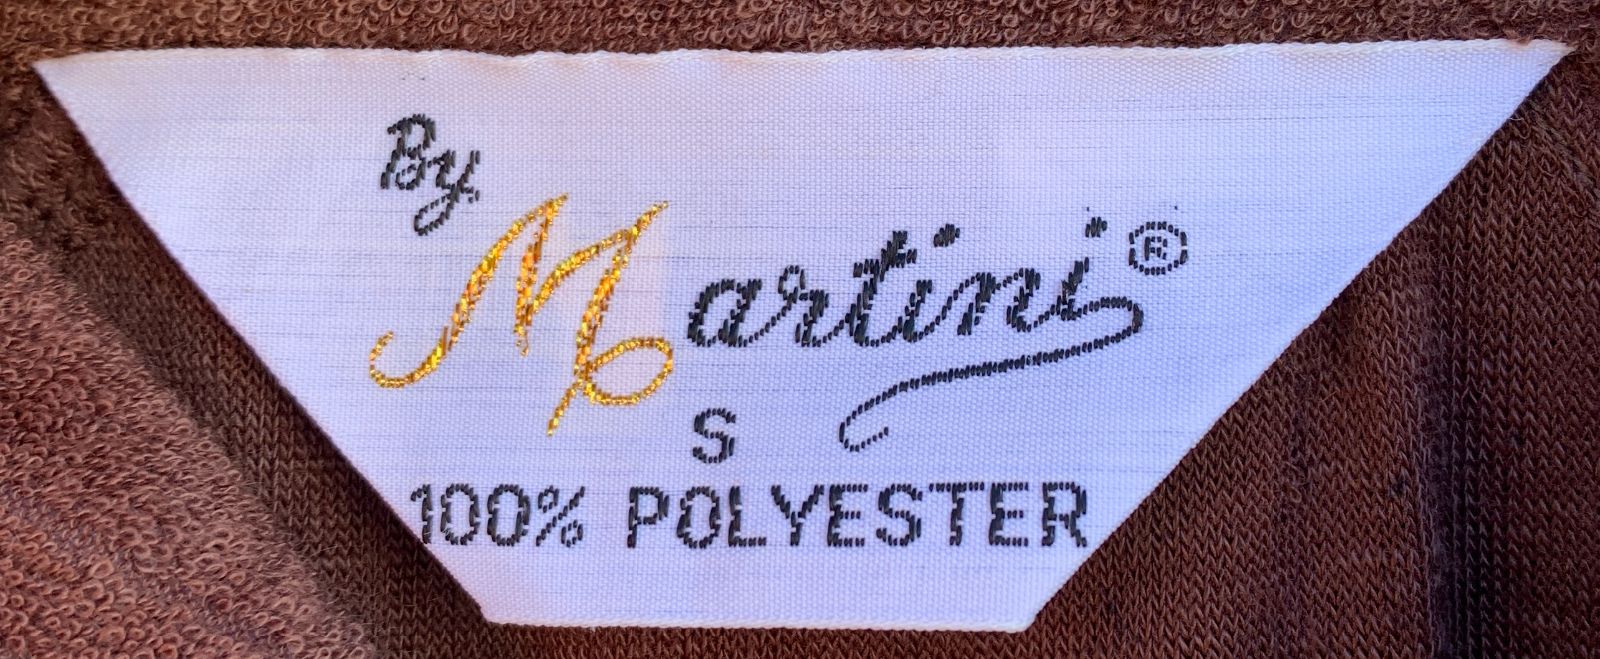 By
Martini®
S
100% POLYESTER